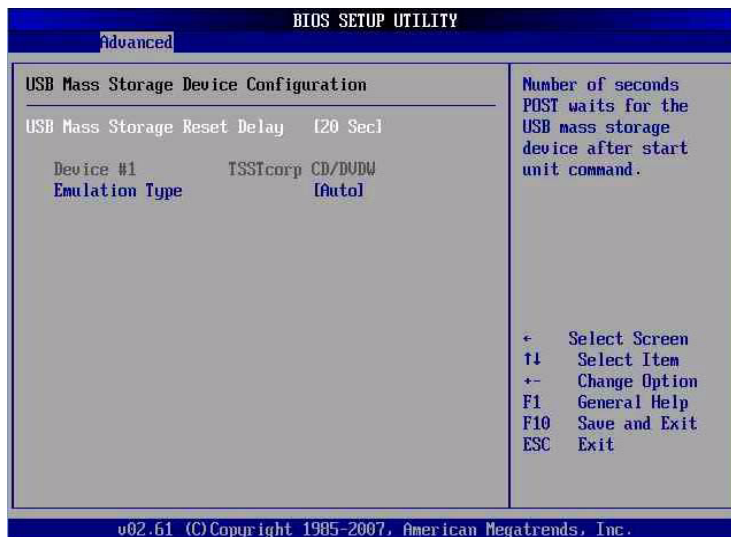 BIOS SETUP UTILITY
Advanced
USB Mass Storage Device Configuration
USB Mass Storage Reset Delay [20 Sec]
Device #1 TSSTcorp CD/DVDW
Emulation Type [Auto]
Number of seconds
POST waits for the
USB mass storage
device after start
unit command.
← Select Screen
↑↓ Select Item
+- Change Option
F1 General Help
F10 Save and Exit
ESC Exit
v02.61 (C)Copyright 1985-2007, American Megatrends, Inc.